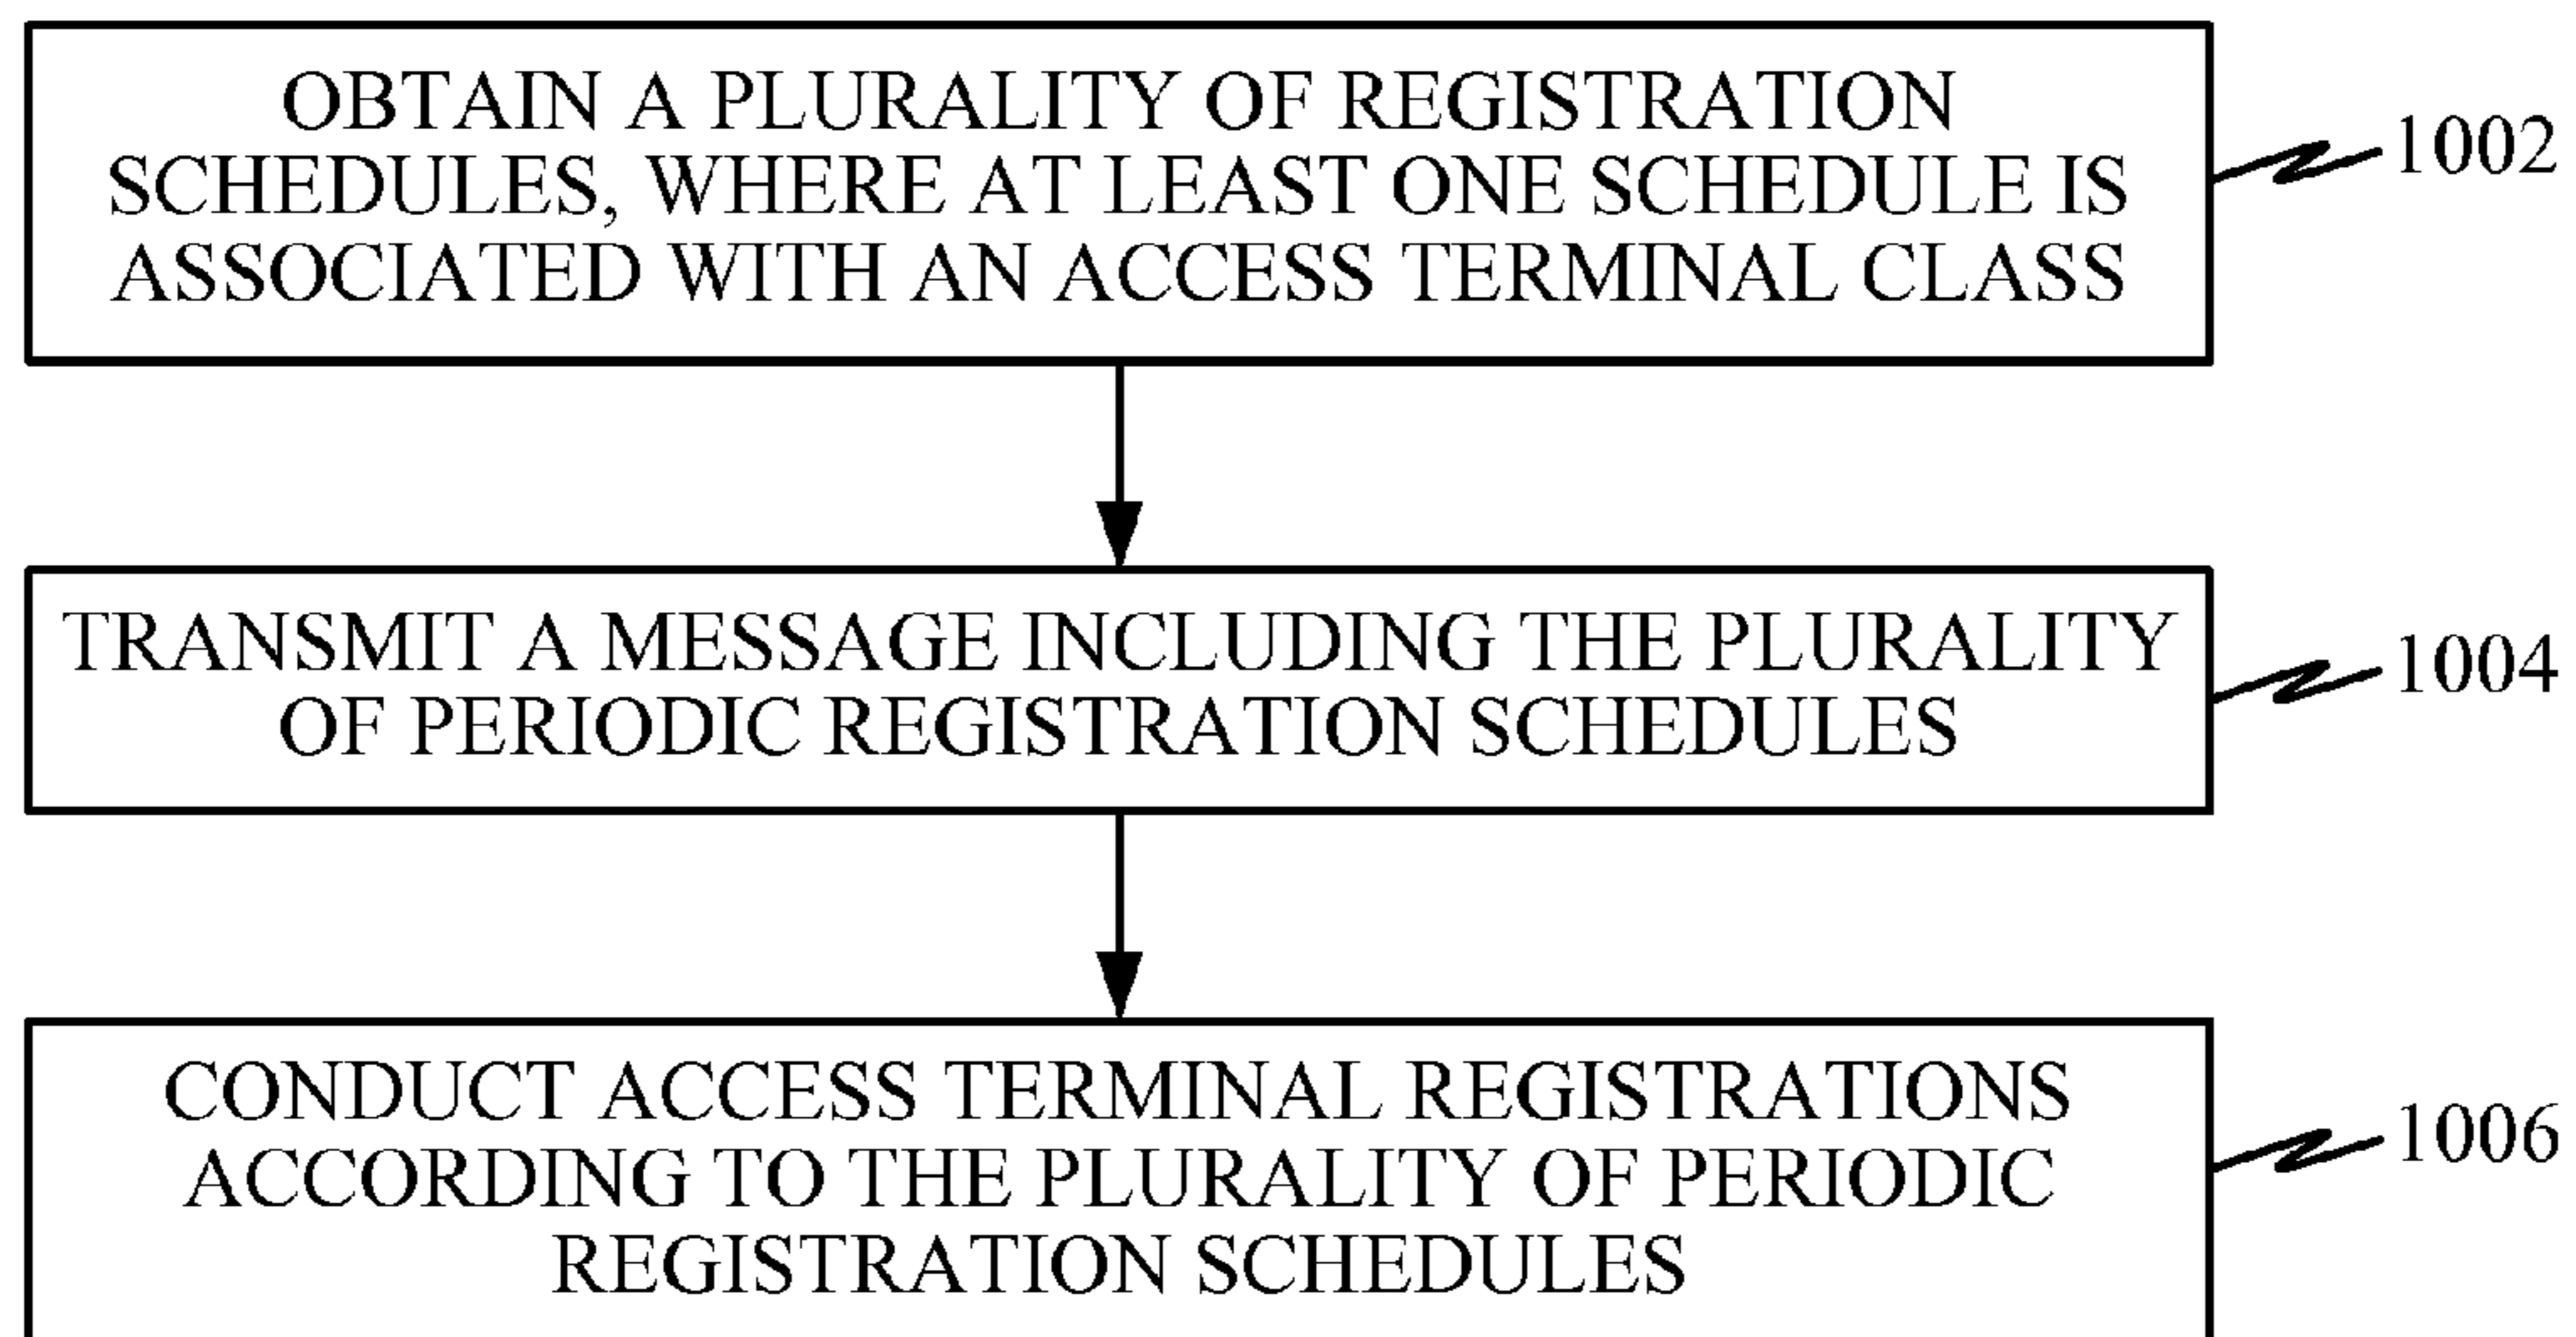 OBTAIN A PLURALITY OF REGISTRATION
SCHEDULES, WHERE AT LEAST ONE SCHEDULE IS
ASSOCIATED WITH AN ACCESS TERMINAL CLASS
1002
TRANSMIT A MESSAGE INCLUDING THE PLURALITY
OF PERIODIC REGISTRATION SCHEDULES
1004
CONDUCT ACCESS TERMINAL REGISTRATIONS
ACCORDING TO THE PLURALITY OF PERIODIC
REGISTRATION SCHEDULES
1006